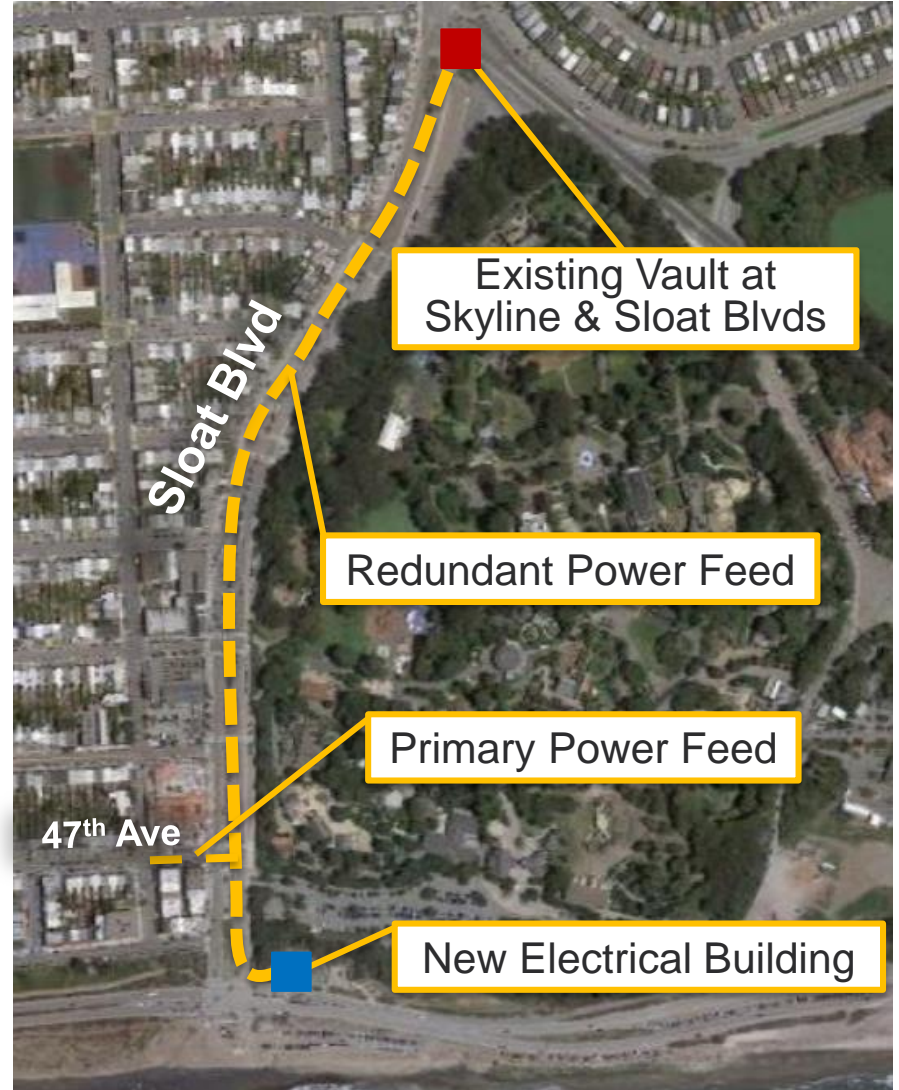 Existing Vault at
Skyline & Sloat Blvds
Sloat Blvd
Redundant Power Feed
Primary Power Feed
47th Ave
New Electrical Building